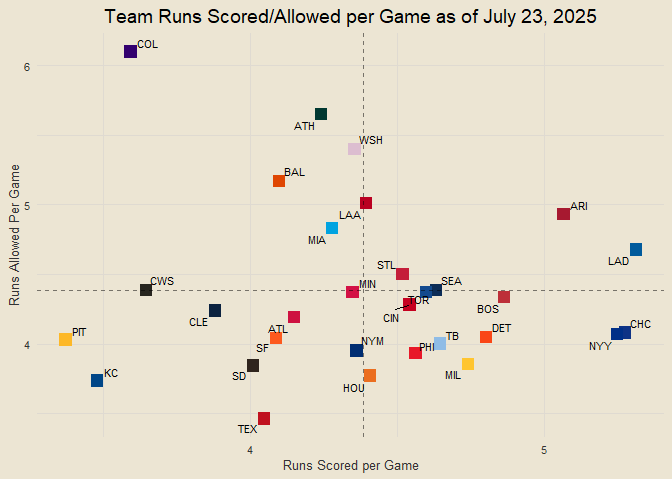 Team Runs Scored/Allowed per Game as of July 23, 2025
COL
6
ATH
WSH
BAL
5
ARI
LAA
MIA
LAD
STL
CWS
SEA
MIN
TOR
BOS
CIN
CLE
ATL
PIT
SF
DET
TB
CHC
NYY
4
NYM
PHI
KC
SD
MIL
HOU
TEX
4
5
Runs Scored per Game
Runs Allowed Per Game